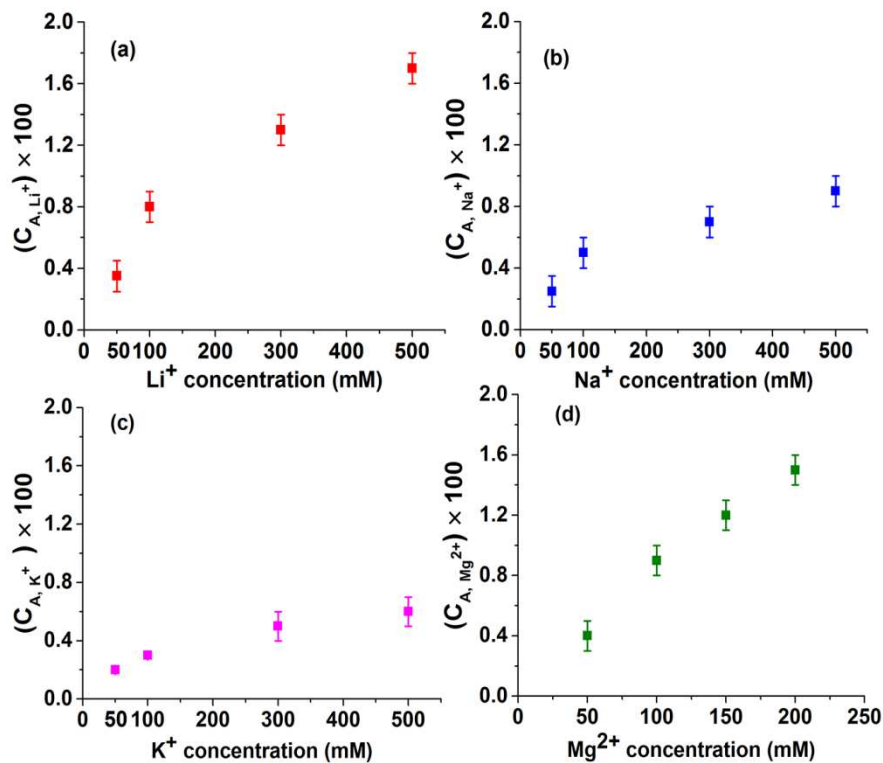 (a)
(C_A, Li⁺) × 100
2.0
1.6
1.2
0.8
0.4
0.0
0 50 100 200 300 400 500
Li⁺ concentration (mM)
(b)
(C_A, Na⁺) × 100
2.0
1.6
1.2
0.8
0.4
0.0
0 50 100 200 300 400 500
Na⁺ concentration (mM)
(c)
(C_A, K⁺) × 100
2.0
1.6
1.2
0.8
0.4
0.0
0 50 100 200 300 400 500
K⁺ concentration (mM)
(d)
(C_A, Mg²⁺) × 100
2.0
1.6
1.2
0.8
0.4
0.0
0 50 100 150 200 250
Mg²⁺ concentration (mM)